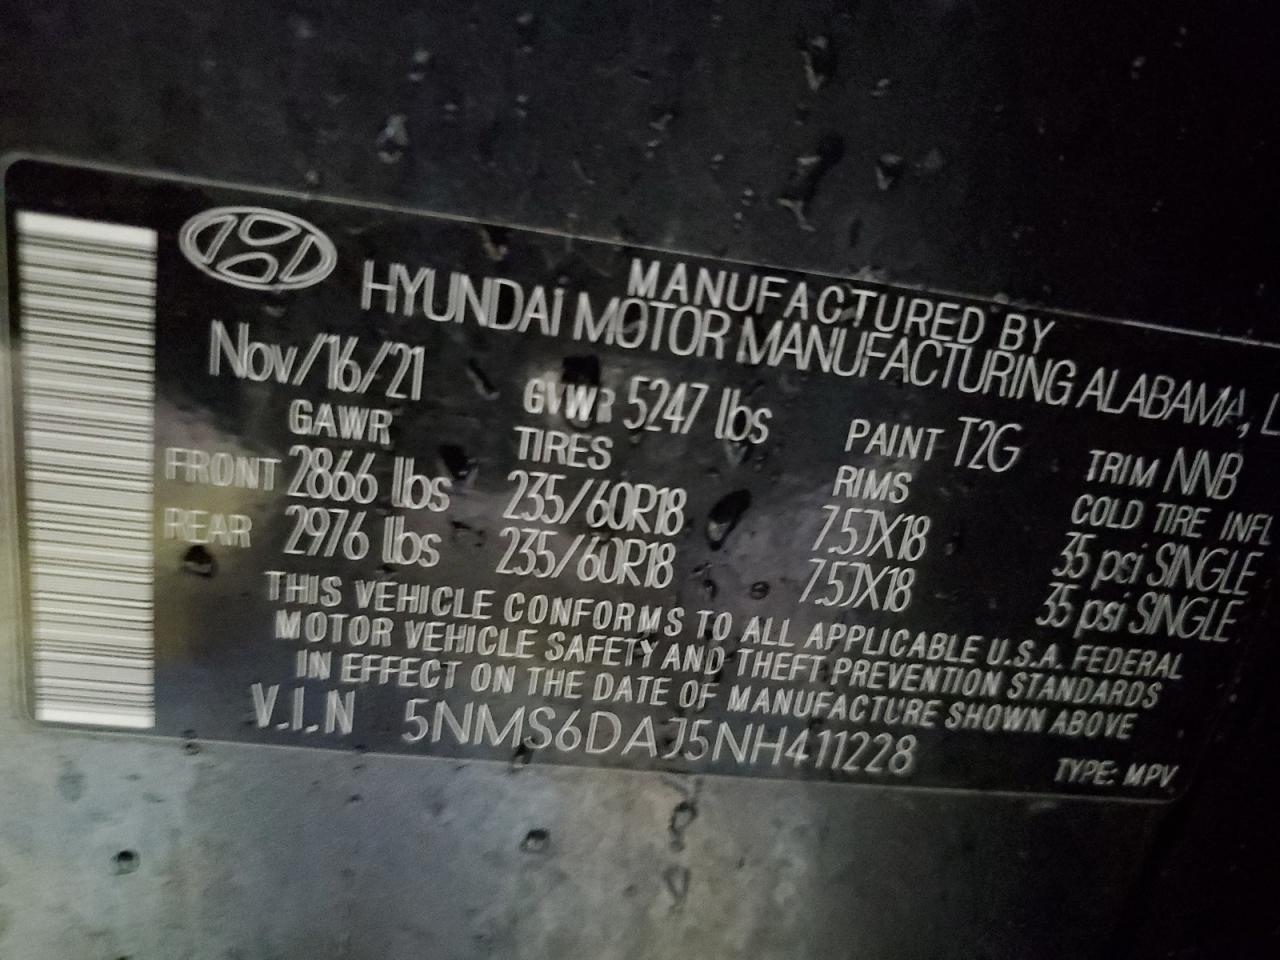 MANUFACTURED BY
HYUNDAI MOTOR MANUFACTURING ALABAMA, L
Nov/16/21 GVWR 5247 lbs PAINT T2G TRIM NNB
GAWR TIRES RIMS COLD TIRE INFL
FRONT 2866 lbs 235/60R18 7.5JX18 35 psi SINGLE
REAR 2976 lbs 235/60R18 7.5JX18 35 psi SINGLE
THIS VEHICLE CONFORMS TO ALL APPLICABLE U.S.A. FEDERAL
MOTOR VEHICLE SAFETY AND THEFT PREVENTION STANDARDS
IN EFFECT ON THE DATE OF MANUFACTURE SHOWN ABOVE
V.I.N 5NMS6DAJ5NH411228
TYPE: MPV